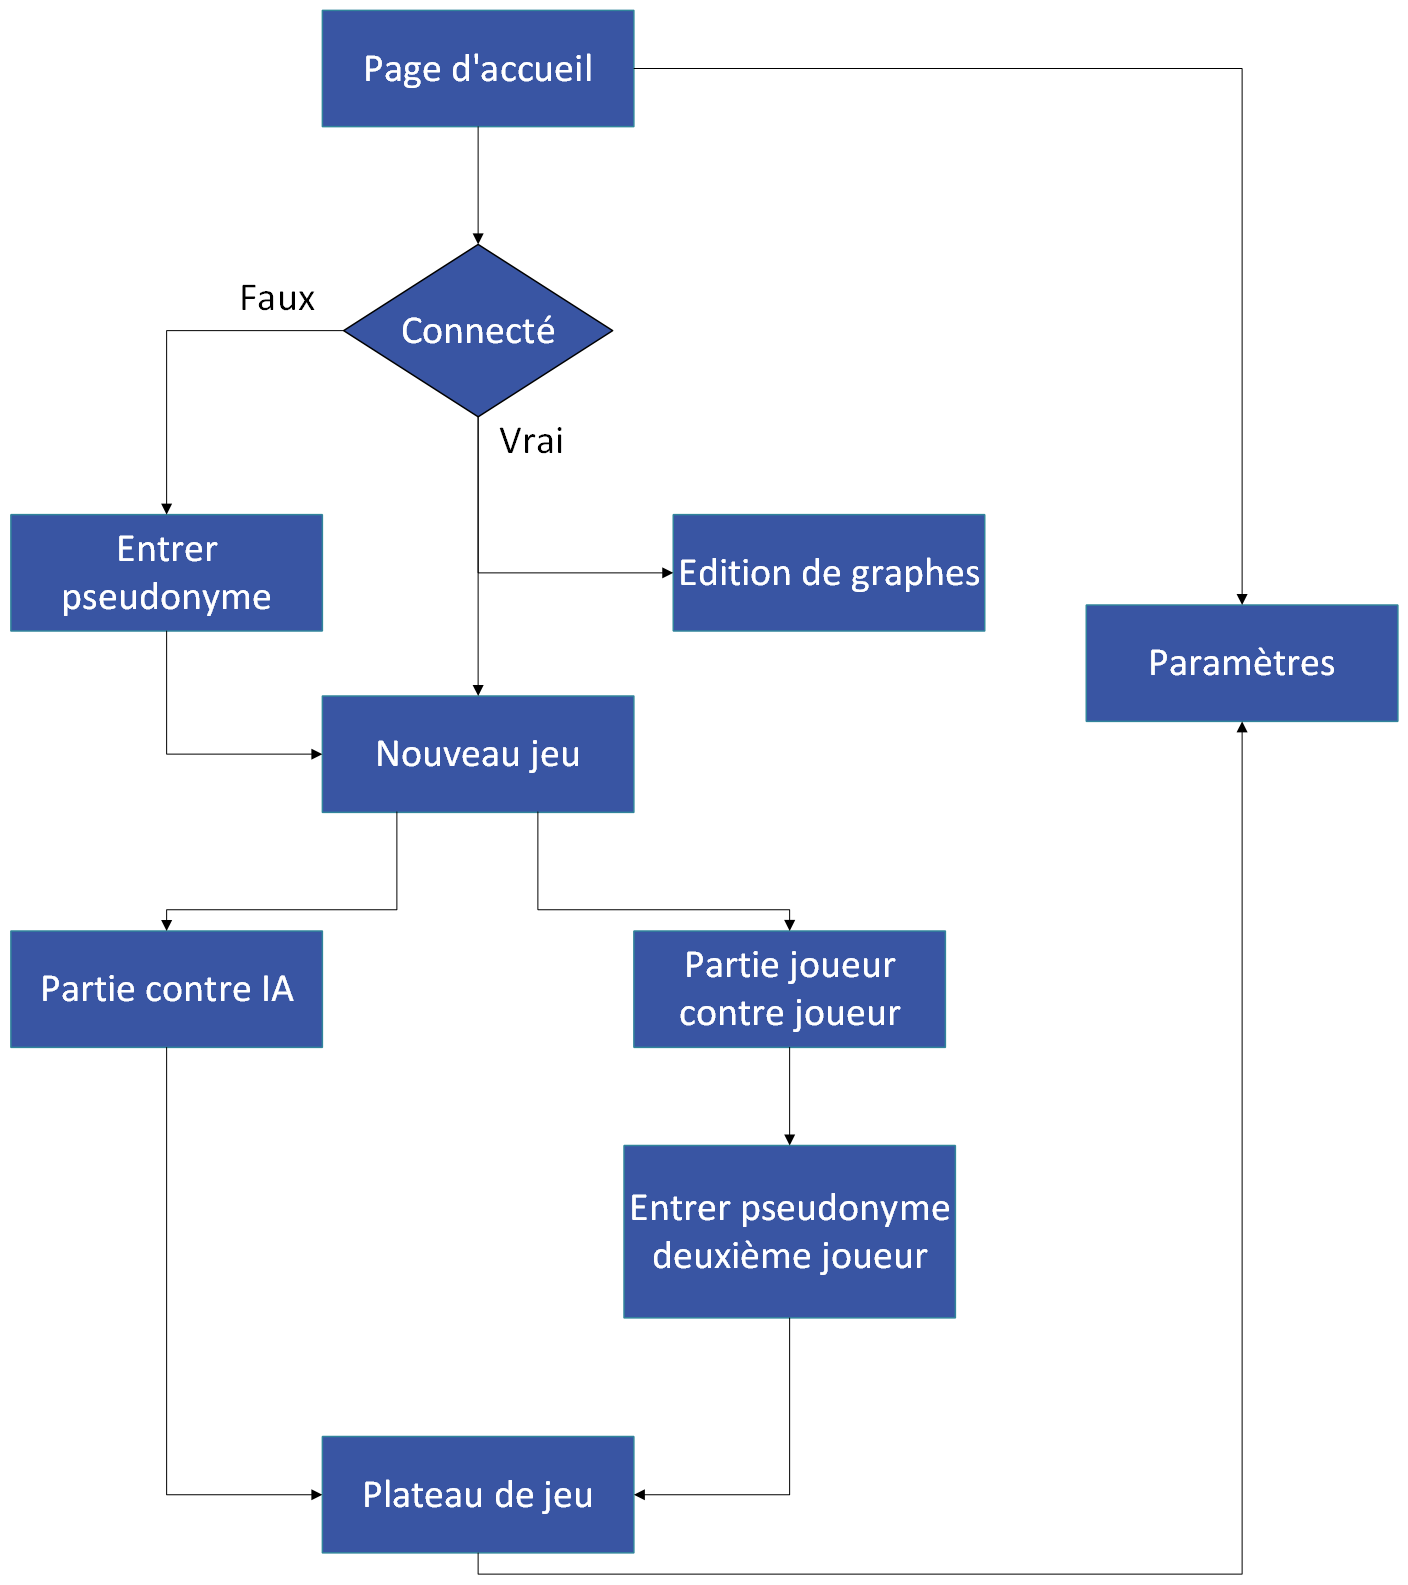 Page d'accueil
Faux
Connecté
Vrai
Entrer
pseudonyme
Edition de graphes
Paramètres
Nouveau jeu
Partie contre IA
Partie joueur
contre joueur
Entrer pseudonyme
deuxième joueur
Plateau de jeu